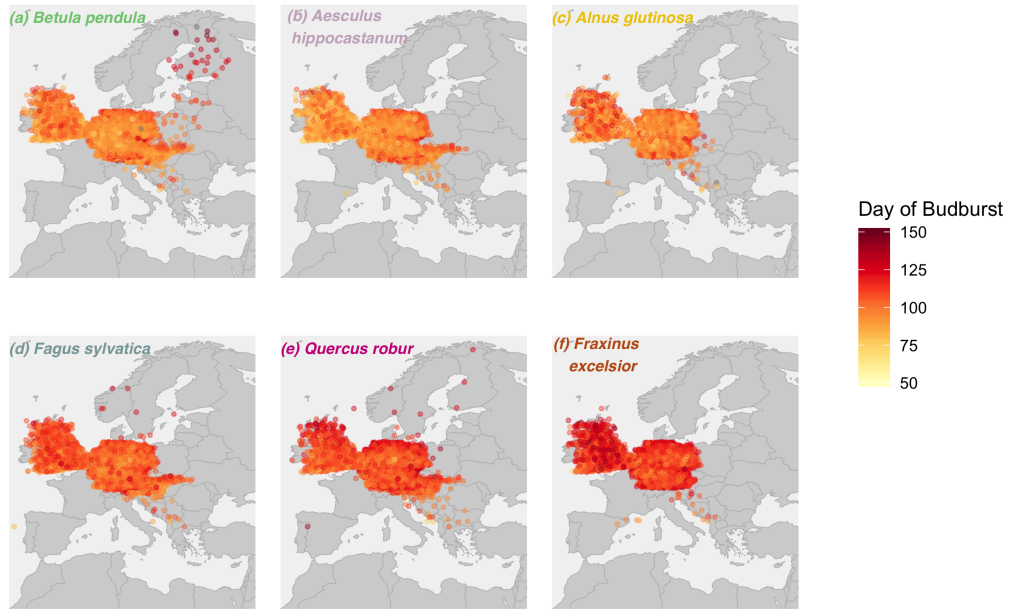 (a) Betula pendula
(b) Aesculus
hippocastanum
(c) Alnus glutinosa
Day of Budburst
150
125
100
75
50
(d) Fagus sylvatica
(e) Quercus robur
(f) Fraxinus
excelsior